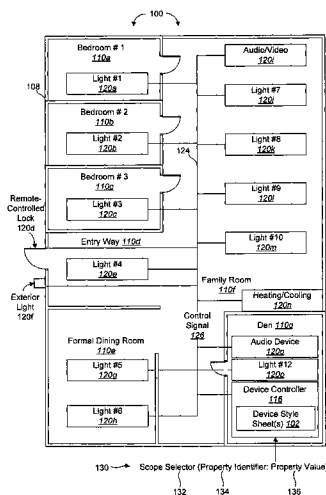 100
Bedroom # 1
110a
Light #1
120a
108
Bedroom # 2
110b
Light #2
120b
Bedroom # 3
110c
Light #3
120c
Remote-
Controlled
Lock
120d
Entry Way 110d
Light #4
120e
Exterior
Light
120f
Formal Dining Room
110e
Light #5
120g
Light #6
120h
Audio/Video
120i
Light #7
120j
124
Light #8
120k
Light #9
120l
Light #10
120m
Family Room
110f
Heating/Cooling
120n
Control
Signal
126
Den 110g
Audio Device
120o
Light #12
120p
Device Controller
116
Device Style
Sheet(s) 102
130
Scope Selector (Property Identifier: Property Value)
132
134
136